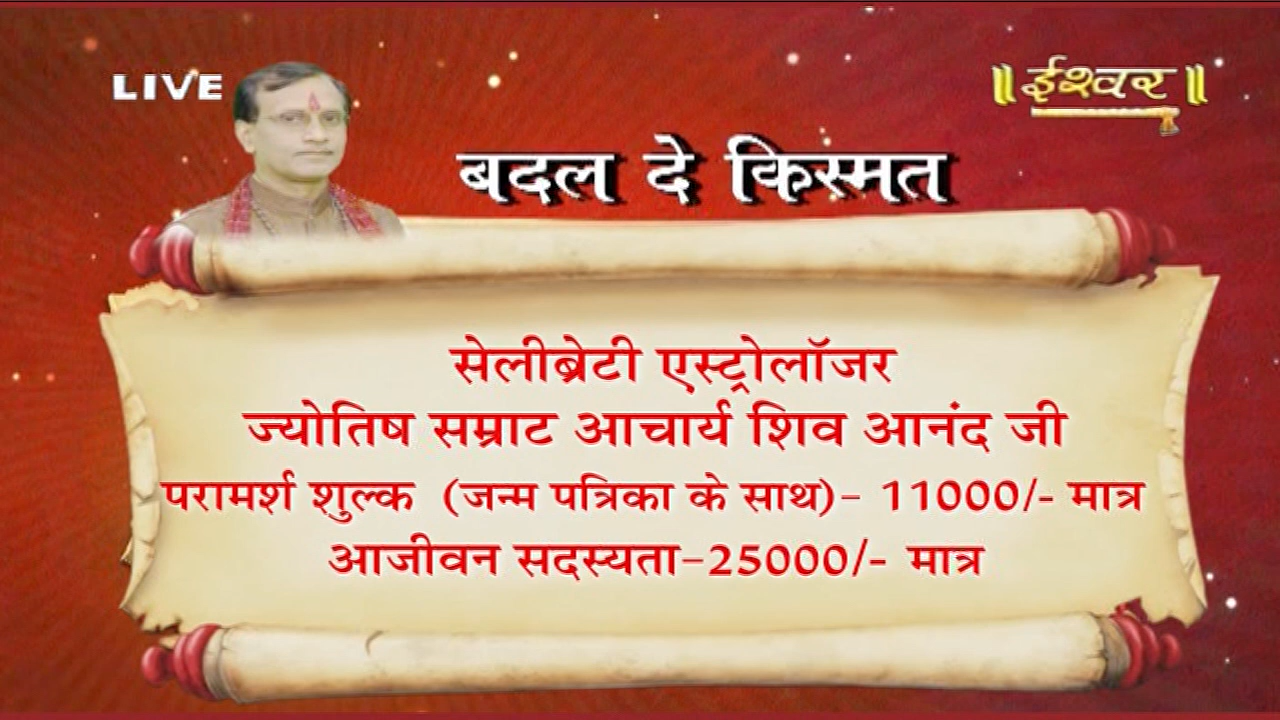 LIVE
॥ ईश्वर ॥
बदल दे किस्मत
सेलीब्रेटी एस्ट्रोलॉजर
ज्योतिष सम्राट आचार्य शिव आनंद जी
परामर्श शुल्क (जन्म पत्रिका के साथ)- 11000/- मात्र
आजीवन सदस्यता-25000/- मात्र